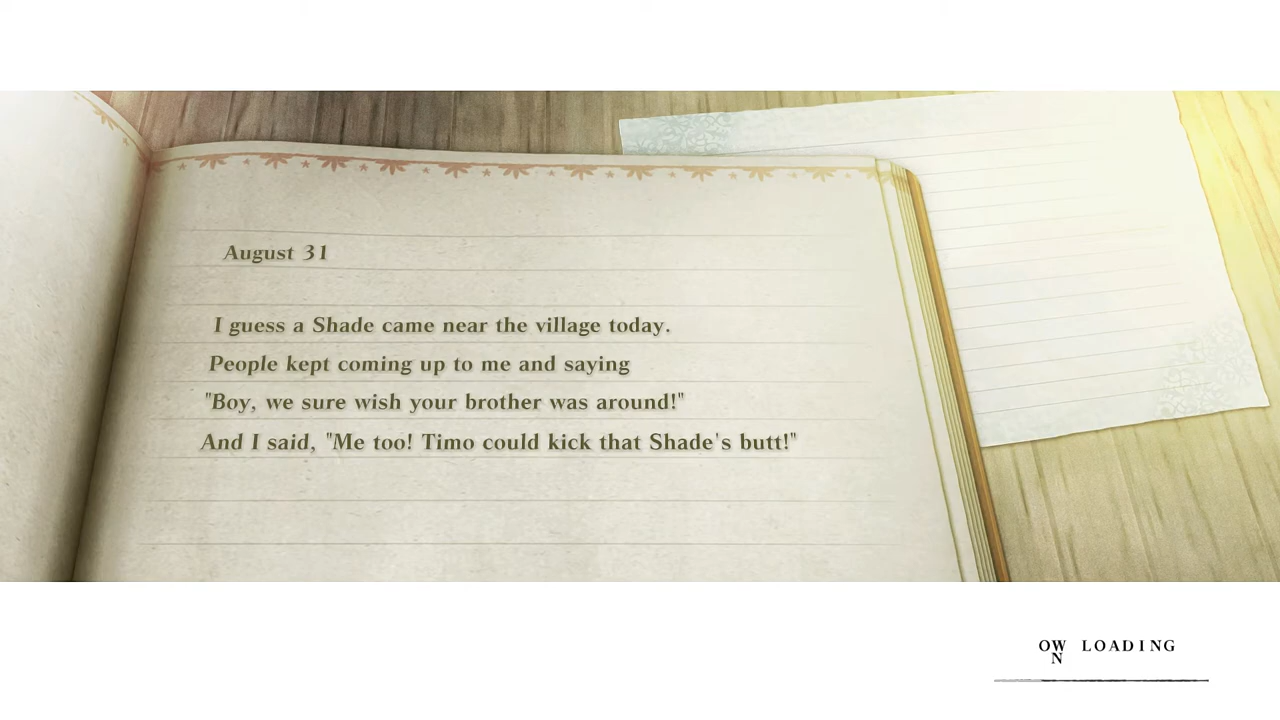 August 31
I guess a Shade came near the village today.
People kept coming up to me and saying
"Boy, we sure wish your brother was around!"
And I said, "Me too! Timo could kick that Shade's butt!"
OW
N LOADING